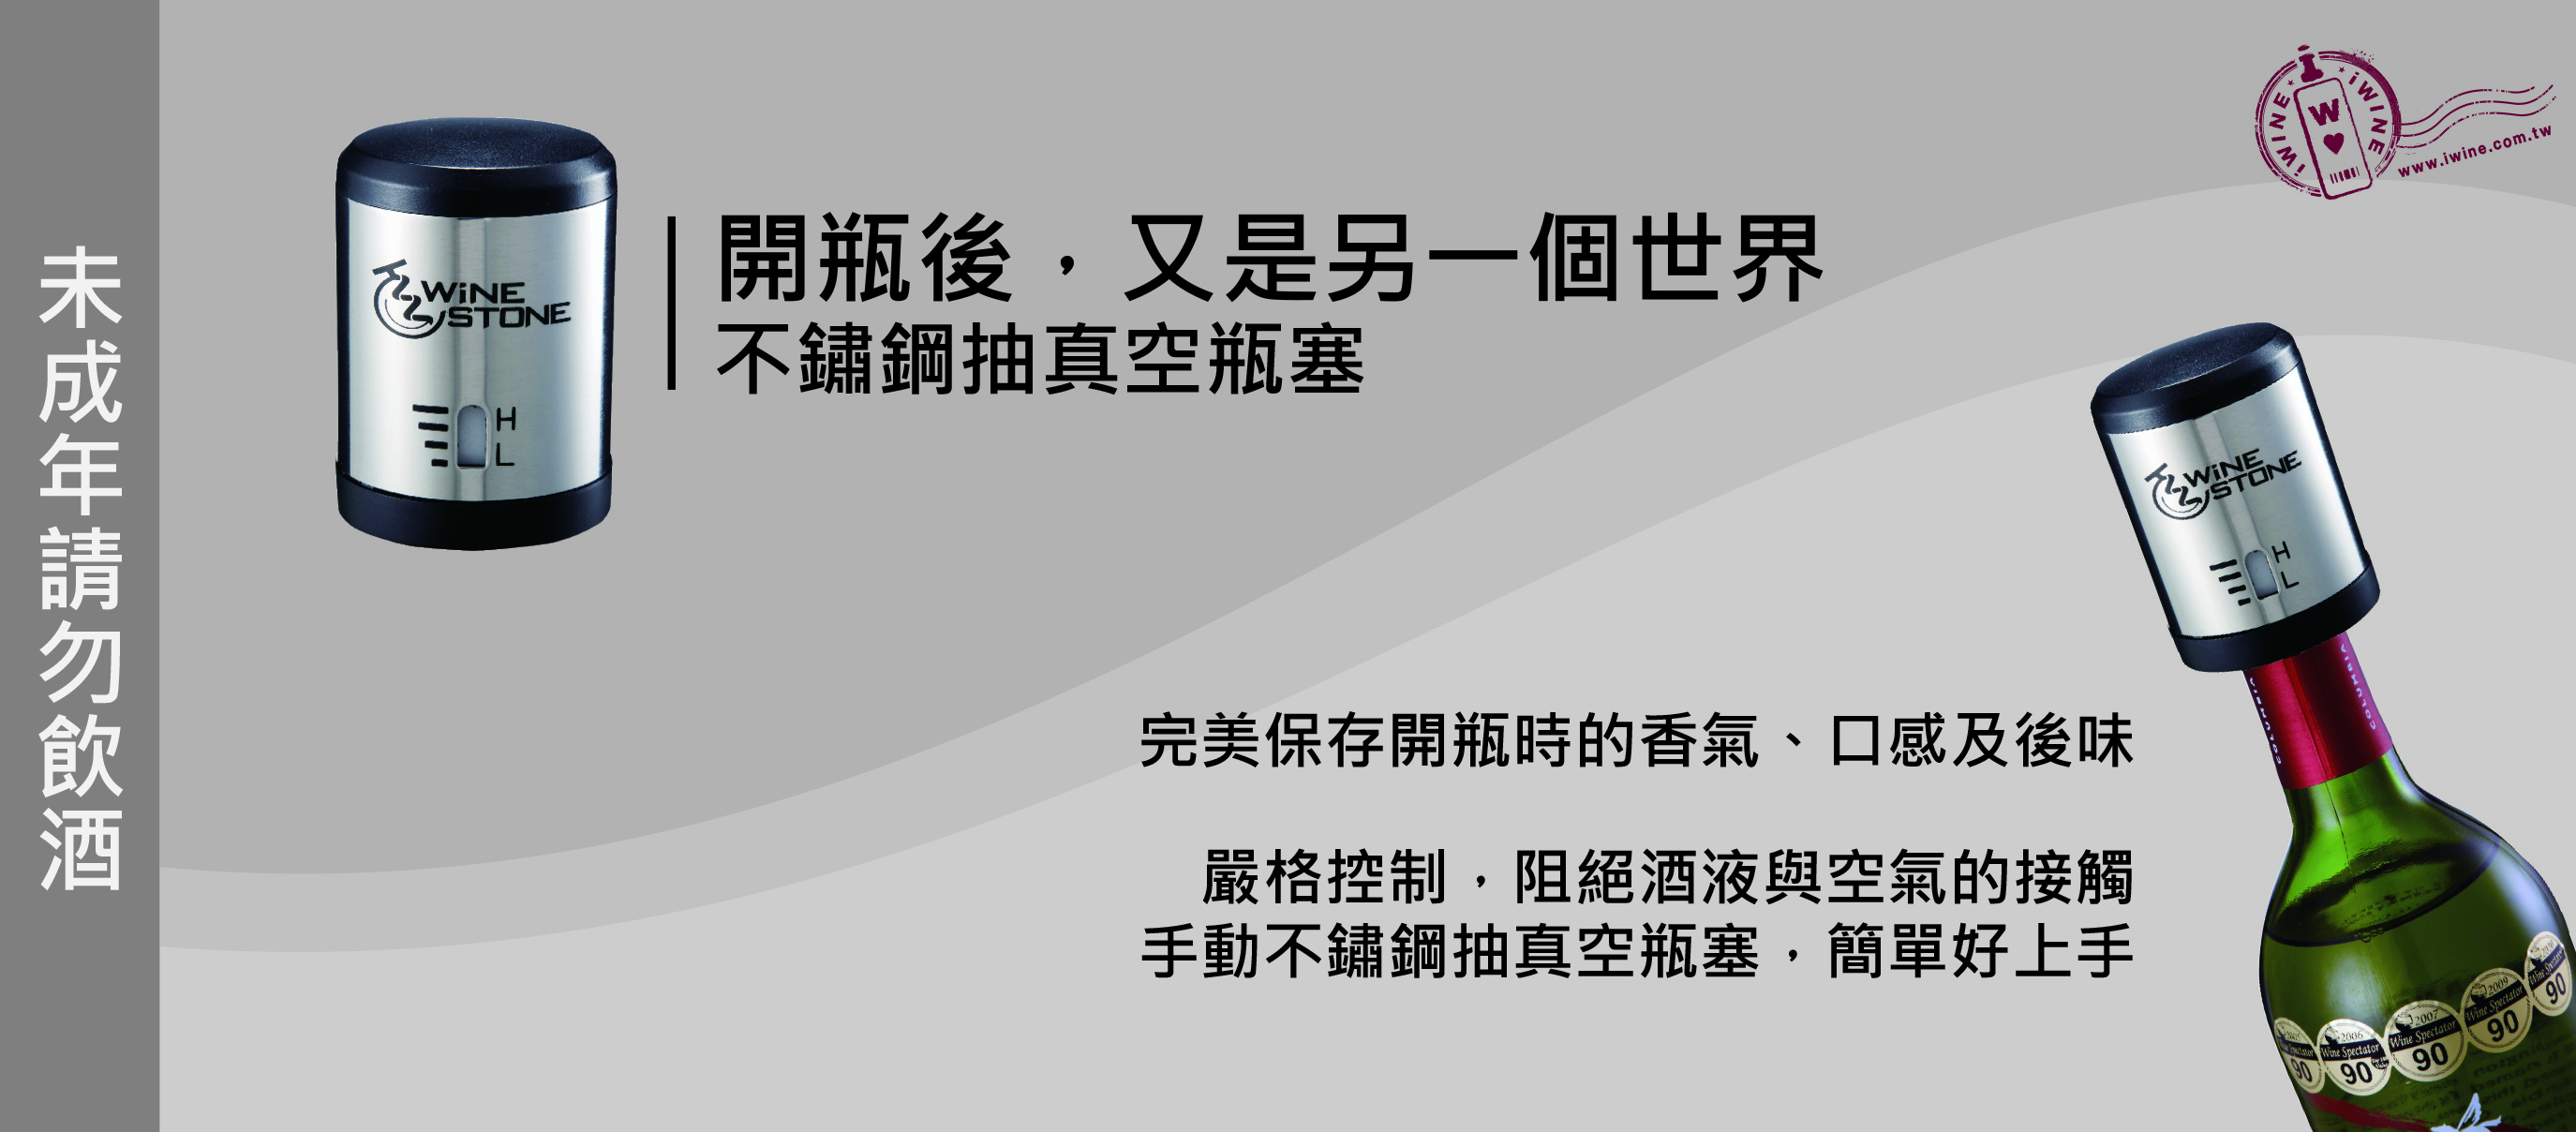 未成年請勿飲酒
iWINE iWINE
W
www.iwine.com.tw
開瓶後，又是另一個世界
不鏽鋼抽真空瓶塞
WiNE
STONE
H
L
WiNE
STONE
H
L
完美保存開瓶時的香氣、口感及後味
嚴格控制，阻絕酒液與空氣的接觸
手動不鏽鋼抽真空瓶塞，簡單好上手
COLUMBIA
2006
Wine Spectator
90
2007
Wine Spectator
90
2009
Wine Spectator
90
90
90